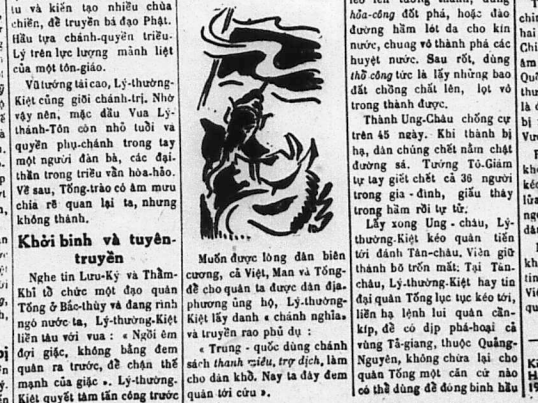 u và kiến tạo nhiều chùa
chiền, để truyền bá đạo Phật.
Hầu tựa chánh-quyền triều-
Lý trên lực lượng mãnh liệt
của một tôn-giáo.
Vũ tướng tài cao, Lý-thường-
Kiệt cũng giỏi chánh-trị. Nhờ
vậy nên, mặc dầu Vua Lý-
thánh-Tôn còn nhỏ tuổi và
quyền phụ-chánh trong tay
một người đàn bà, các đại-
thần trong triều vẫn hòa-hảo.
Về sau, Tống-trào có âm mưu
chia rẽ quan lại ta, nhưng
không thành.
Khởi binh và tuyên-
truyền
Nghe tin Lưu-Kỷ và Thầm-
Khỉ tổ chức một đạo quân
Tống ở Bắc-thùy và đang rình
ngó nước ta, Lý-thường-Kiệt
liền tâu với vua : « Ngồi êm
đợi giặc, không bằng đem
quân ra trước, để chận thế
mạnh của giặc ». Lý-thường-
Kiệt quyết tâm tấn công trước
Muốn được lòng dân biên
cương, cả Việt, Man và Tống-
để cho quân ta được dân địa-
phương ủng hộ, Lý-thường-
Kiệt lấy danh « chánh nghĩa»
và truyền rao phủ dụ :
« Trung - quốc dùng chánh
sách thanh miêu, trợ dịch, làm
cho dân khổ. Nay ta đây đem
quân tới cứu ».
hỏa-công đốt phá, hoặc đào
đường hầm lót da cho kín
nước, chung vô thành phá các
huyệt nước. Sau rốt, dùng
thổ công tức là lấy những bao
đất chồng chất lên, lọt vô
trong thành được.
Thành Ung-Châu chống cự
trên 45 ngày. Khi thành bị
hạ, dân chúng chết nằm chật
đường sá. Tướng Tô-Giám
tự tay giết chết cả 36 người
trong gia - đình, giấu thây
trong hầm rồi tự tử.
Lấy xong Ung - châu, Lý-
thường-Kiệt kéo quân tiến
tới đánh Tân-châu. Viên giữ
thành bỏ trốn mất. Tại Tân-
châu, Lý-thường-Kiệt hay tin
đại quân Tống lục tục kéo tới,
liền hạ lệnh lui quân cấp-
kíp, để có dịp phá-hoại cả
vùng Tả-giang, thuộc Quảng-
Nguyên, không chừa lại cho
quân Tống một căn cứ nào
có thể dùng để đóng binh hầu